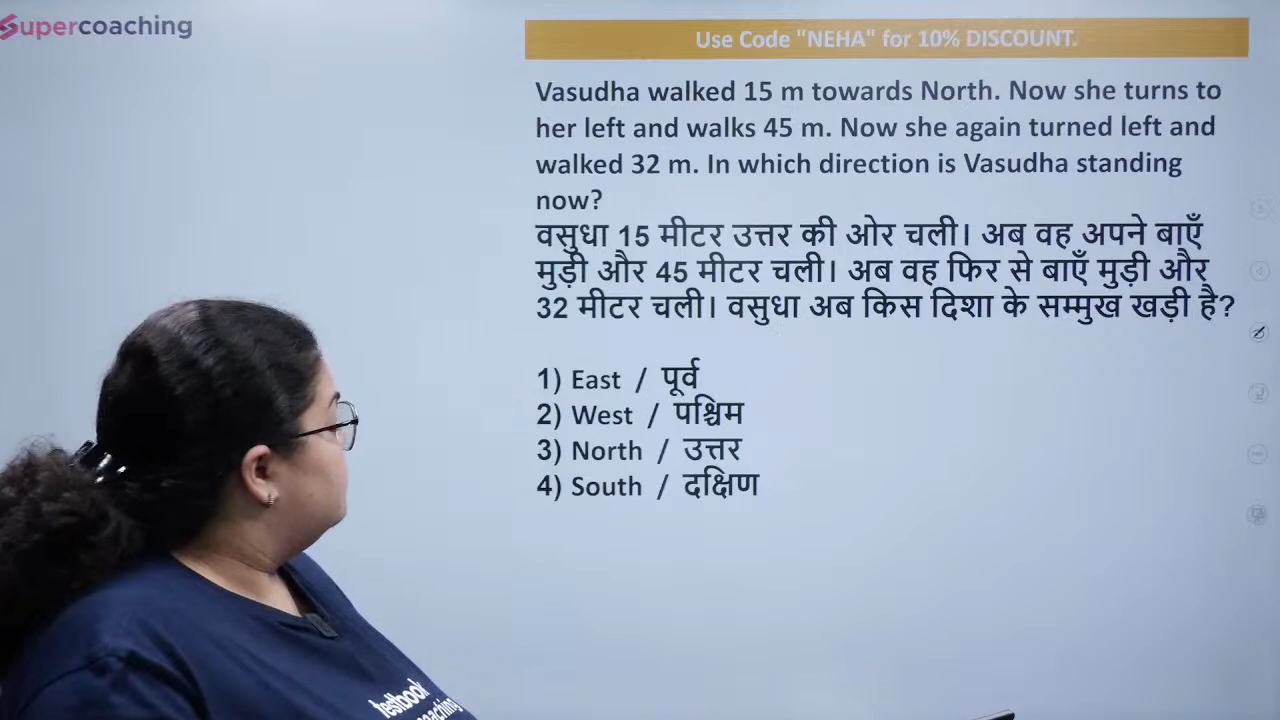 Supercoaching
Use Code "NEHA" for 10% DISCOUNT.
Vasudha walked 15 m towards North. Now she turns to
her left and walks 45 m. Now she again turned left and
walked 32 m. In which direction is Vasudha standing
now?
वसुधा 15 मीटर उत्तर की ओर चली। अब वह अपने बाएँ
मुड़ी और 45 मीटर चली। अब वह फिर से बाएँ मुड़ी और
32 मीटर चली। वसुधा अब किस दिशा के सम्मुख खड़ी है?
1) East / पूर्व
2) West / पश्चिम
3) North / उत्तर
4) South / दक्षिण
testbook